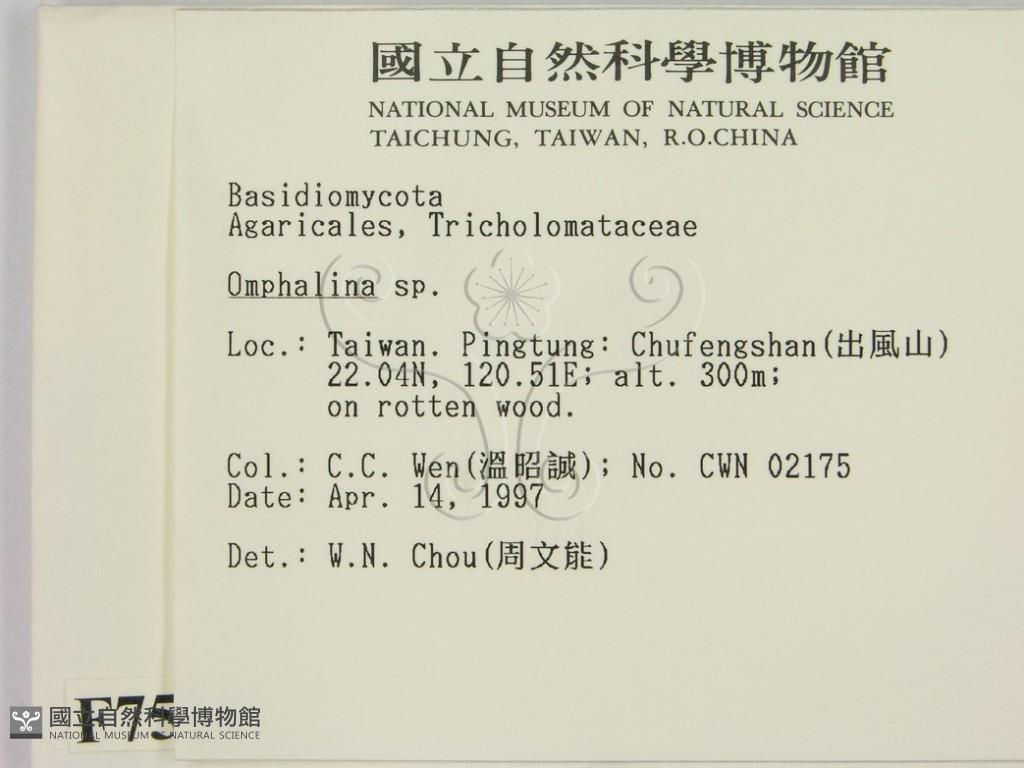 國立自然科學博物館
NATIONAL MUSEUM OF NATURAL SCIENCE
TAICHUNG, TAIWAN, R.O.CHINA
Basidiomycota
Agaricales, Tricholomataceae
Omphalina sp.
Loc.: Taiwan. Pingtung: Chufengshan(出風山)
22.04N, 120.51E; alt. 300m;
on rotten wood.
Col.: C.C. Wen(溫昭誠); No. CWN 02175
Date: Apr. 14, 1997
Det.: W.N. Chou(周文能)
F75
國立自然科學博物館
NATIONAL MUSEUM OF NATURAL SCIENCE